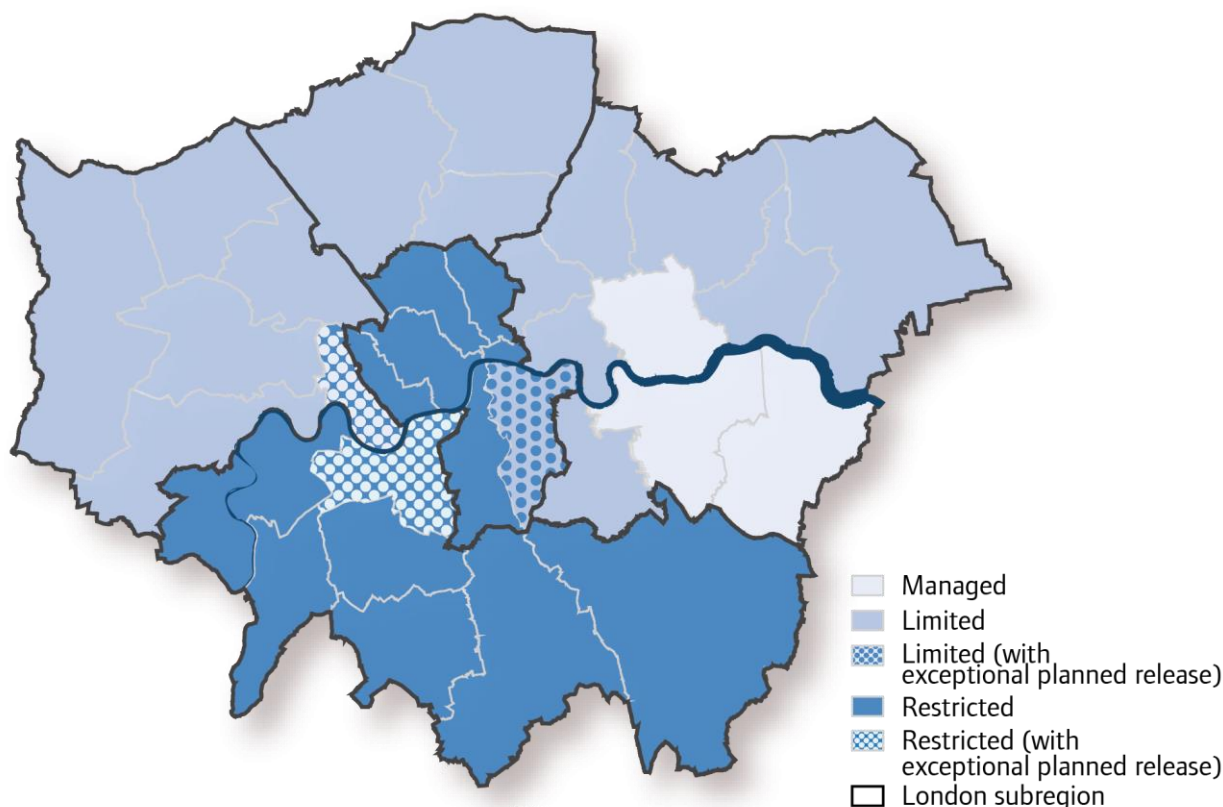 Managed
Limited
Limited (with
exceptional planned release)
Restricted
Restricted (with
exceptional planned release)
London subregion